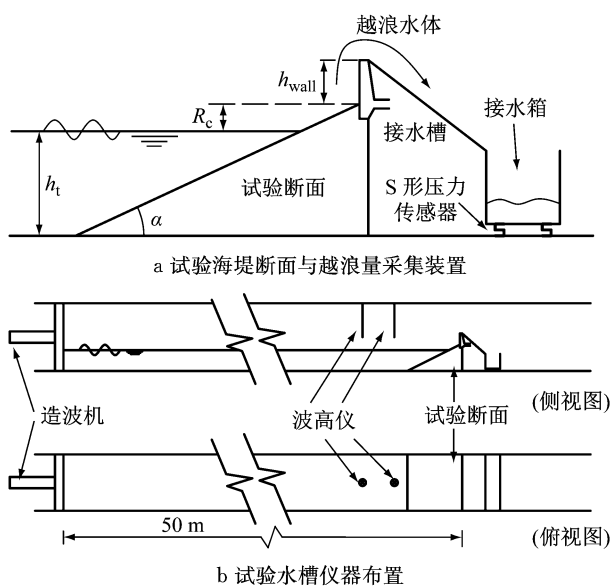 越浪水体
h_wall
R_c
接水槽
接水箱
h_t
试验断面
S 形压力
传感器
α
a 试验海堤断面与越浪量采集装置
造波机
波高仪
试验断面
(侧视图)
50 m
(俯视图)
b 试验水槽仪器布置